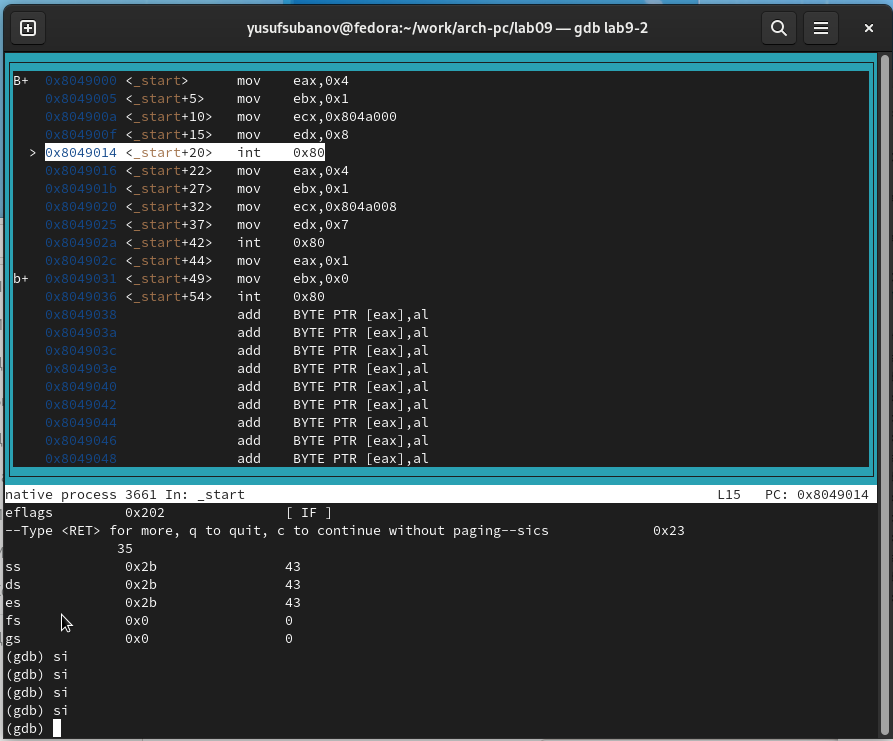 yusufsubanov@fedora:~/work/arch-pc/lab09 — gdb lab9-2
B+ 0x8049000 <_start> mov eax,0x4
0x8049005 <_start+5> mov ebx,0x1
0x804900a <_start+10> mov ecx,0x804a000
0x804900f <_start+15> mov edx,0x8
> 0x8049014 <_start+20> int 0x80
0x8049016 <_start+22> mov eax,0x4
0x804901b <_start+27> mov ebx,0x1
0x8049020 <_start+32> mov ecx,0x804a008
0x8049025 <_start+37> mov edx,0x7
0x804902a <_start+42> int 0x80
0x804902c <_start+44> mov eax,0x1
b+ 0x8049031 <_start+49> mov ebx,0x0
0x8049036 <_start+54> int 0x80
0x8049038 add BYTE PTR [eax],al
0x804903a add BYTE PTR [eax],al
0x804903c add BYTE PTR [eax],al
0x804903e add BYTE PTR [eax],al
0x8049040 add BYTE PTR [eax],al
0x8049042 add BYTE PTR [eax],al
0x8049044 add BYTE PTR [eax],al
0x8049046 add BYTE PTR [eax],al
0x8049048 add BYTE PTR [eax],al
native process 3661 In: _start L15 PC: 0x8049014
eflags 0x202 [ IF ]
--Type <RET> for more, q to quit, c to continue without paging--sics 0x23
35
ss 0x2b 43
ds 0x2b 43
es 0x2b 43
fs 0x0 0
gs 0x0 0
(gdb) si
(gdb) si
(gdb) si
(gdb) si
(gdb)